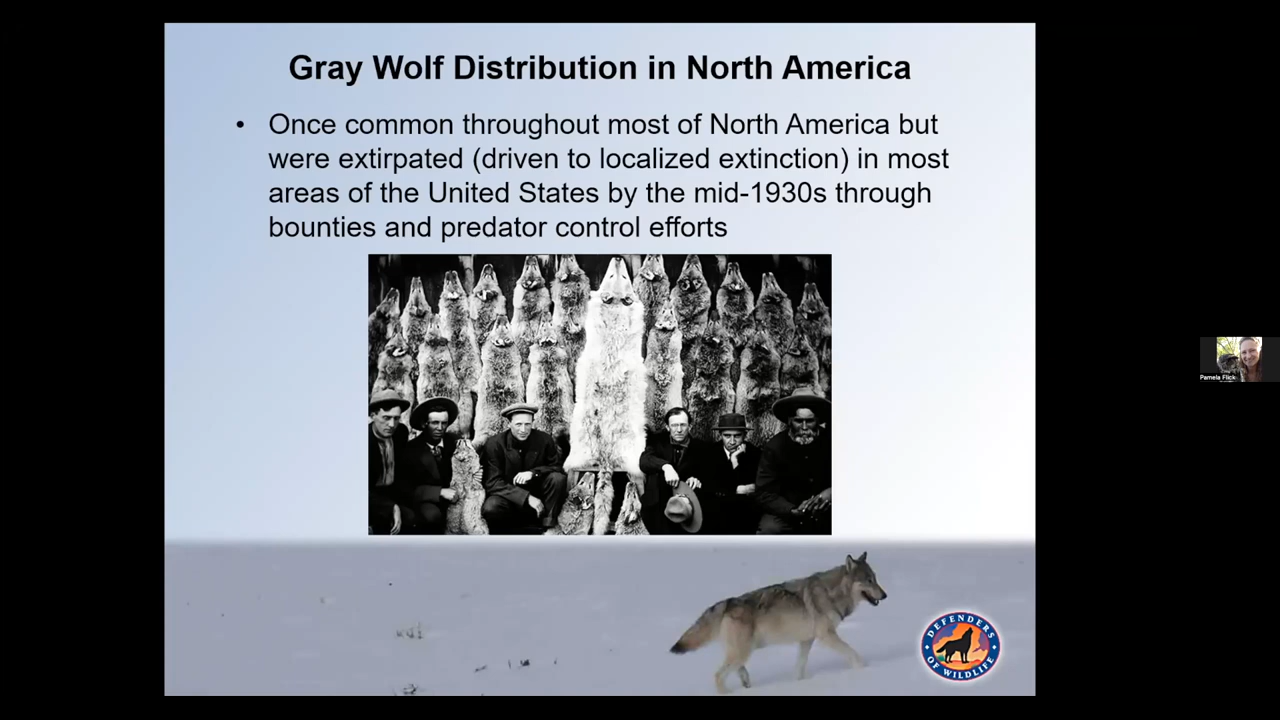 Gray Wolf Distribution in North America
• Once common throughout most of North America but
were extirpated (driven to localized extinction) in most
areas of the United States by the mid-1930s through
bounties and predator control efforts
DEFENDERS
OF WILDLIFE
Pamela Flick